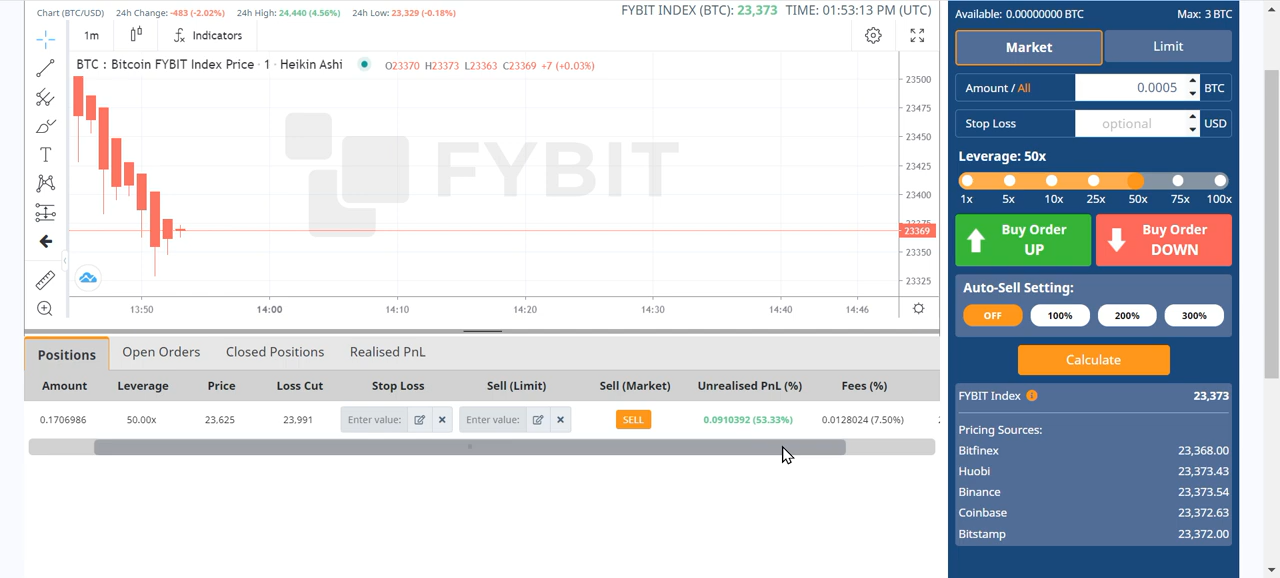 Chart (BTC/USD) 24h Change: -483 (-2.02%) 24h High: 24,440 (4.56%) 24h Low: 23,329 (-0.18%) FYBIT INDEX (BTC): 23,373 TIME: 01:53:13 PM (UTC)
1m Indicators
BTC : Bitcoin FYBIT Index Price · 1 · Heikin Ashi O23370 H23373 L23363 C23369 +7 (+0.03%)
FYBIT
23500
23475
23450
23425
23400
23375
23369
23350
23325
13:50 14:00 14:10 14:20 14:30 14:40 14:46
Positions Open Orders Closed Positions Realised PnL
Amount Leverage Price Loss Cut Stop Loss Sell (Limit) Sell (Market) Unrealised PnL (%) Fees (%)
0.1706986 50.00x 23,625 23,991 Enter value: Enter value: SELL 0.0910392 (53.33%) 0.0128024 (7.50%)
Available: 0.00000000 BTC Max: 3 BTC
Market Limit
Amount / All 0.0005 BTC
Stop Loss optional USD
Leverage: 50x
1x 5x 10x 25x 50x 75x 100x
Buy Order UP
Buy Order DOWN
Auto-Sell Setting:
OFF 100% 200% 300%
Calculate
FYBIT Index 23,373
Pricing Sources:
Bitfinex 23,368.00
Huobi 23,373.43
Binance 23,373.54
Coinbase 23,372.63
Bitstamp 23,372.00